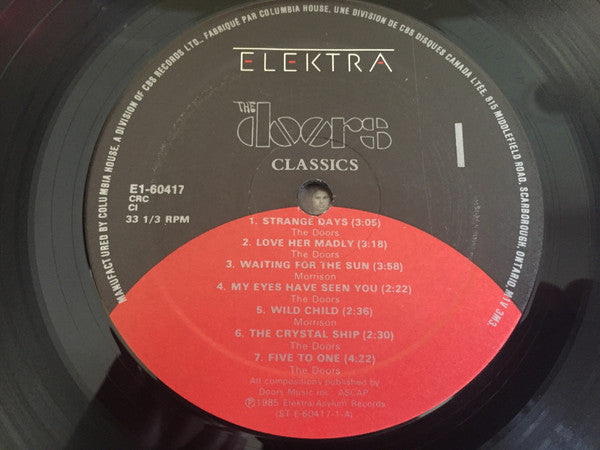 MANUFACTURED BY COLUMBIA HOUSE, A DIVISION OF CBS RECORDS LTD., FABRIQUÉ PAR COLUMBIA HOUSE, UNE DIVISION DE CBS DISQUES CANADA LTÉE, 815 MIDDLEFIELD ROAD, SCARBOROUGH, ONTARIO, M1V 3M3.
ELEKTRA
THE
doors
CLASSICS
1
E1-60417
CRC
CI
33 1/3 RPM
1. STRANGE DAYS (3:05)
The Doors
2. LOVE HER MADLY (3:18)
The Doors
3. WAITING FOR THE SUN (3:58)
Morrison
4. MY EYES HAVE SEEN YOU (2:22)
The Doors
5. WILD CHILD (2:36)
Morrison
6. THE CRYSTAL SHIP (2:30)
The Doors
7. FIVE TO ONE (4:22)
The Doors
All compositions published by
Doors Music Inc., ASCAP
Ⓟ1985 Elektra/Asylum Records
(ST-E-60417-1-A)